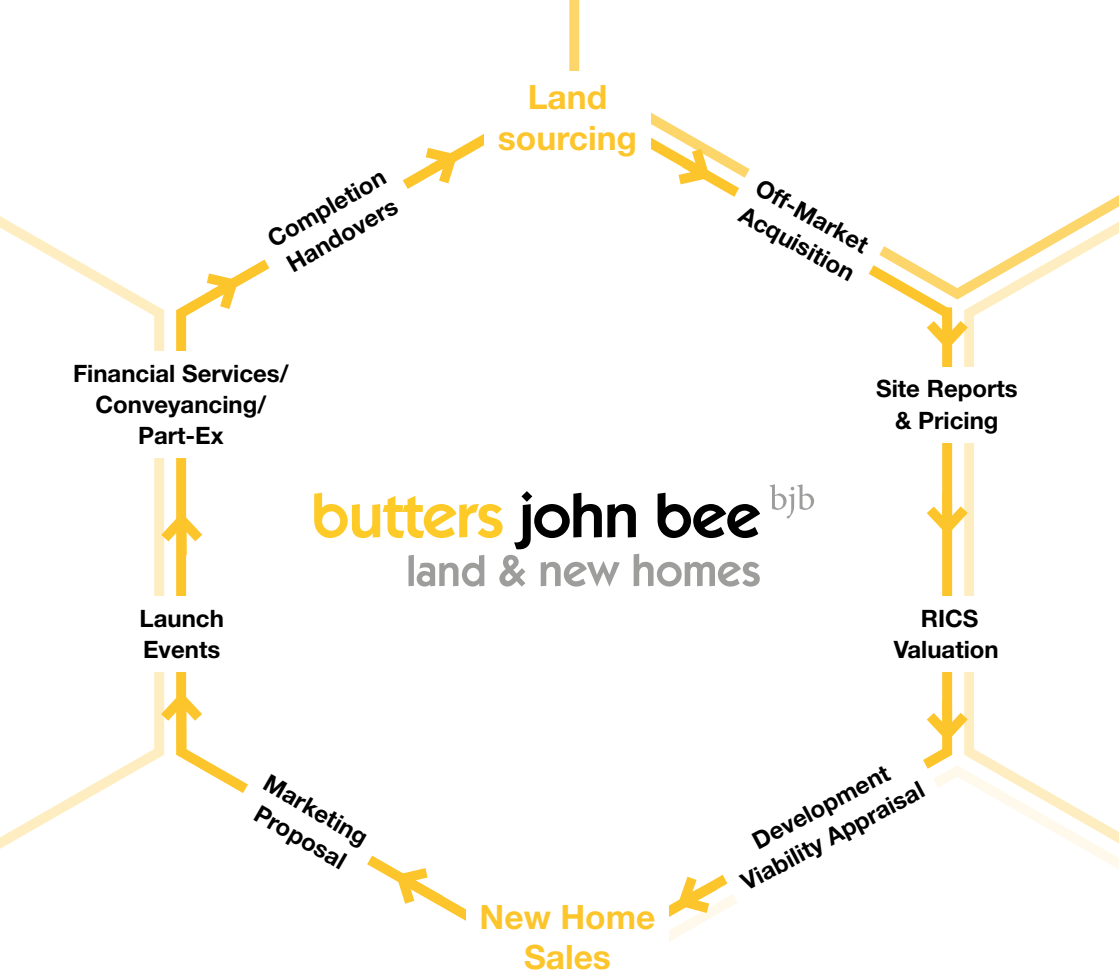 Land
sourcing
Off-Market
Acquisition
Site Reports
& Pricing
RICS
Valuation
Development
Viability Appraisal
New Home
Sales
Marketing
Proposal
Launch
Events
Financial Services/
Conveyancing/
Part-Ex
Completion
Handovers
butters john bee bjb
land & new homes